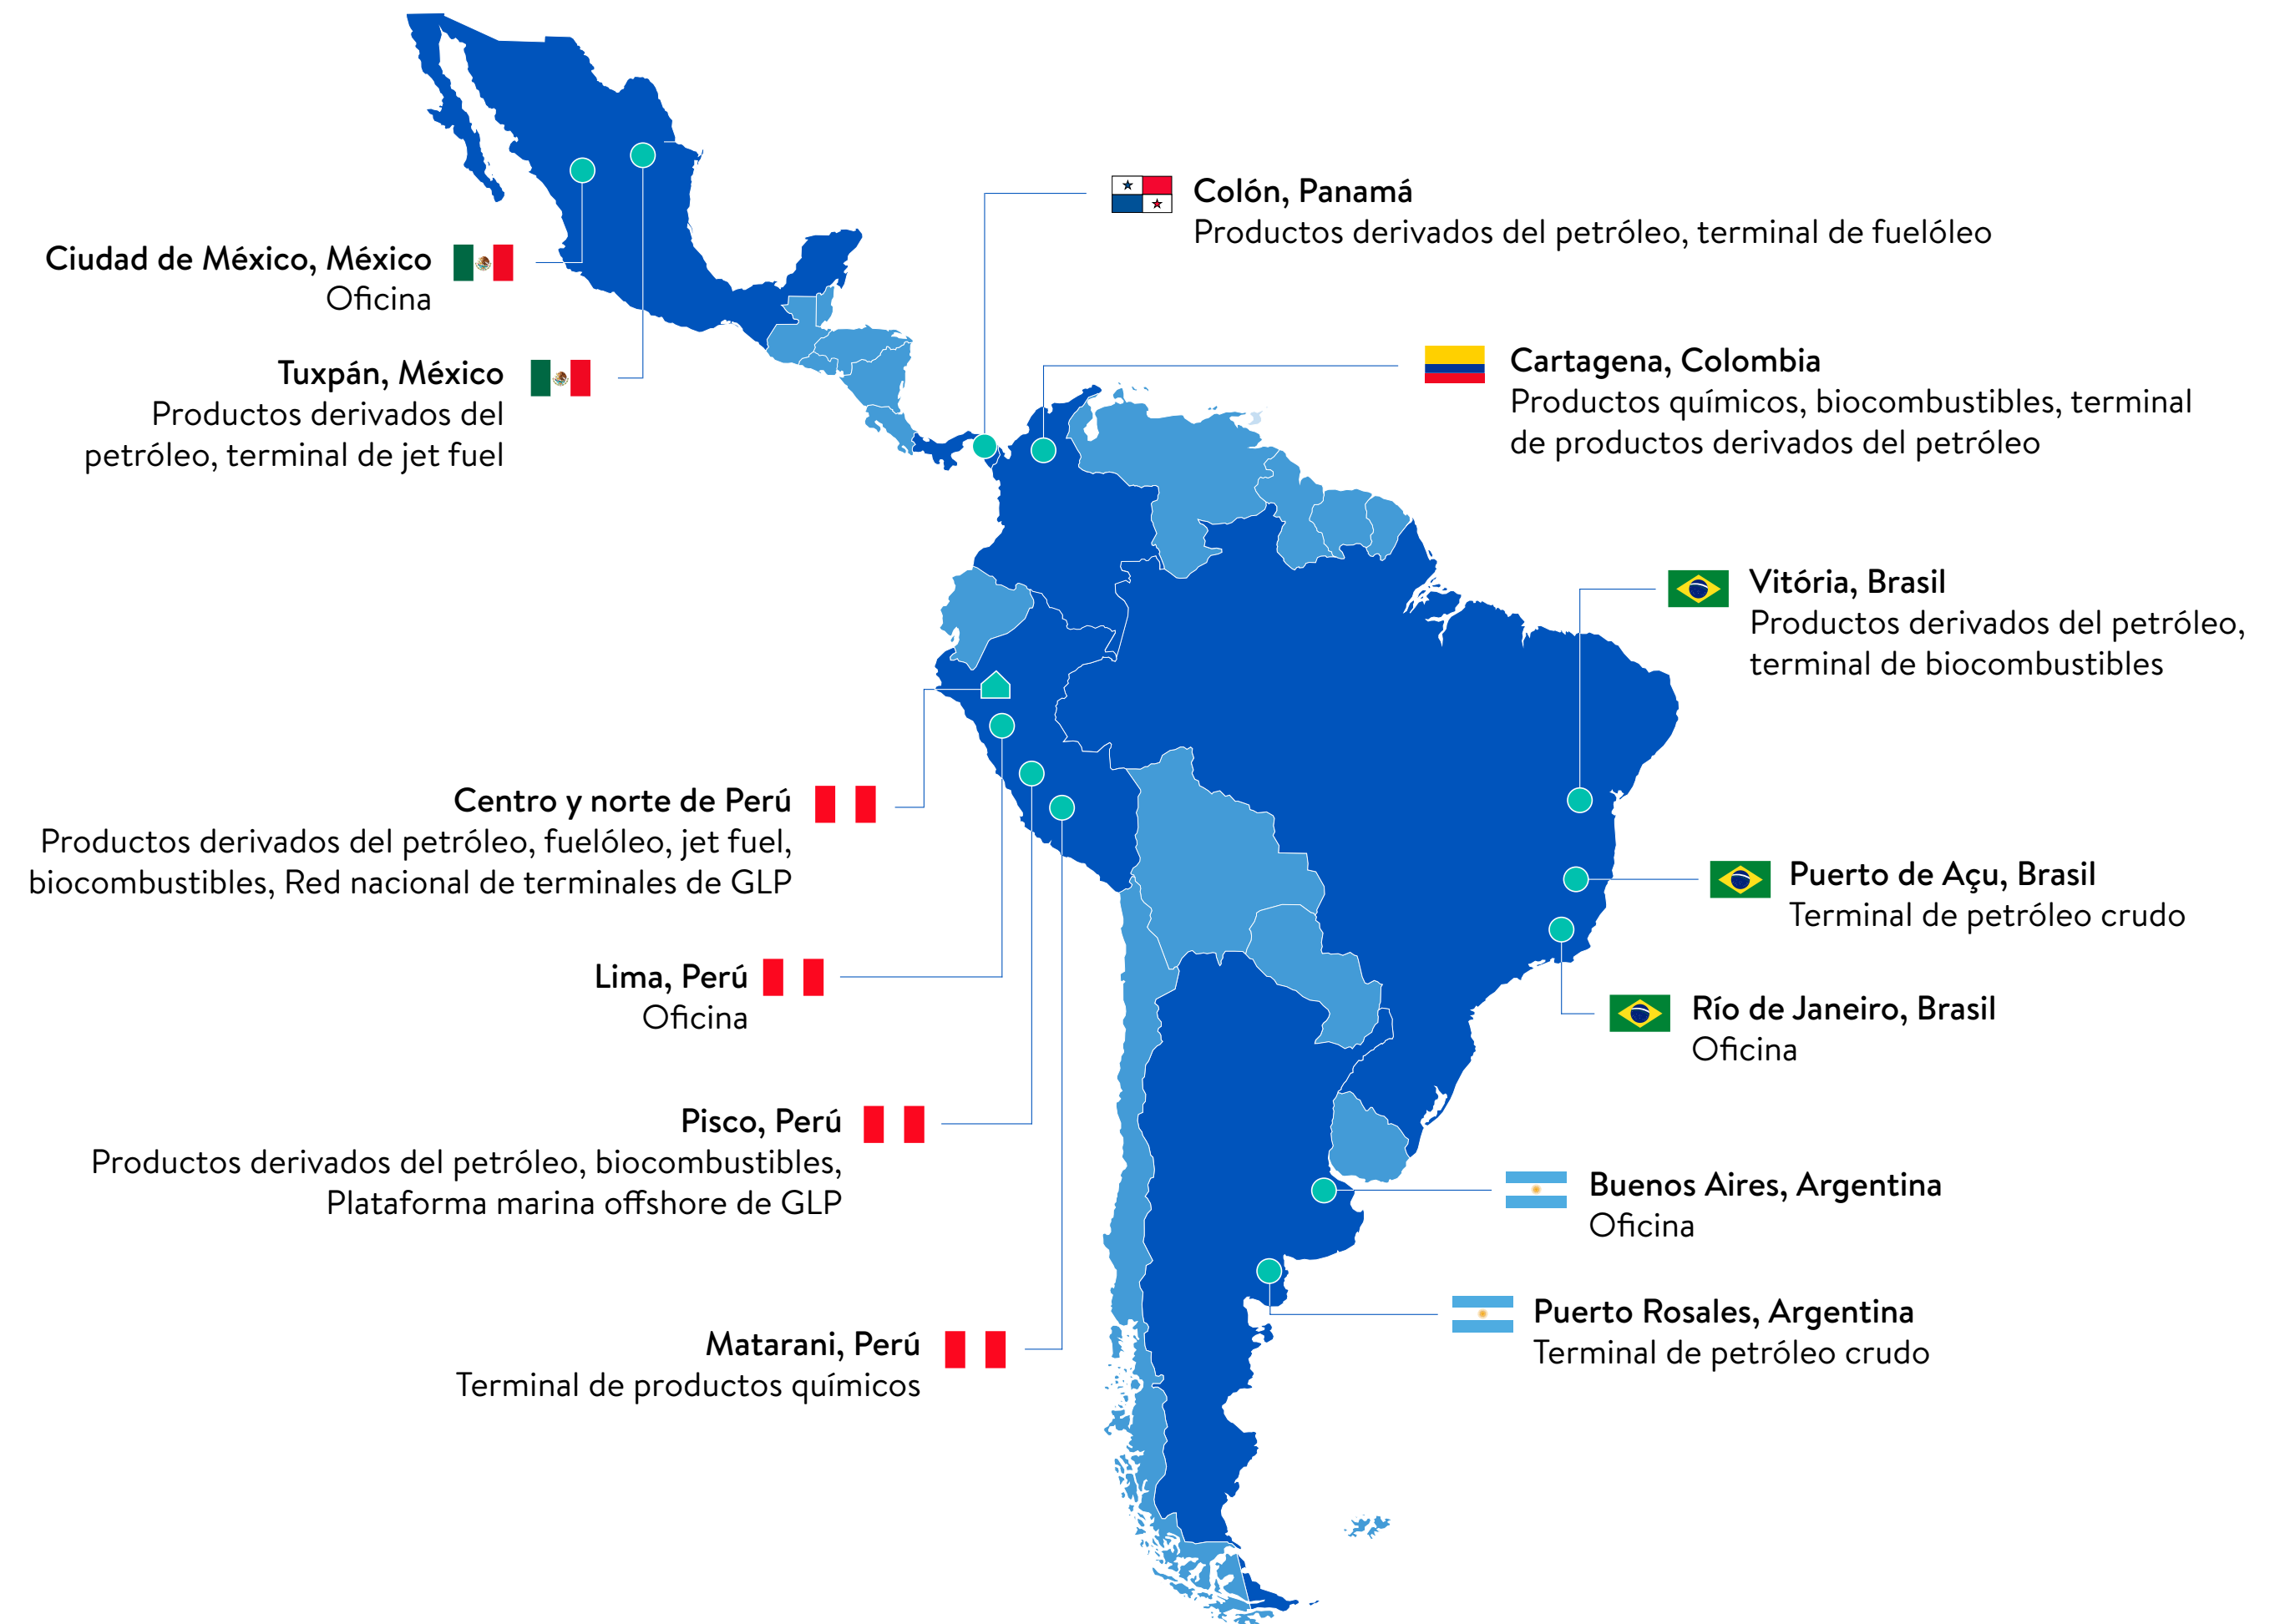 Ciudad de México, México
Oficina
Tuxpán, México
Productos derivados del
petróleo, terminal de jet fuel
Centro y norte de Perú
Productos derivados del petróleo, fuelóleo, jet fuel,
biocombustibles, Red nacional de terminales de GLP
Lima, Perú
Oficina
Pisco, Perú
Productos derivados del petróleo, biocombustibles,
Plataforma marina offshore de GLP
Matarani, Perú
Terminal de productos químicos
Colón, Panamá
Productos derivados del petróleo, terminal de fuelóleo
Cartagena, Colombia
Productos químicos, biocombustibles, terminal
de productos derivados del petróleo
Vitória, Brasil
Productos derivados del petróleo,
terminal de biocombustibles
Puerto de Açu, Brasil
Terminal de petróleo crudo
Río de Janeiro, Brasil
Oficina
Buenos Aires, Argentina
Oficina
Puerto Rosales, Argentina
Terminal de petróleo crudo